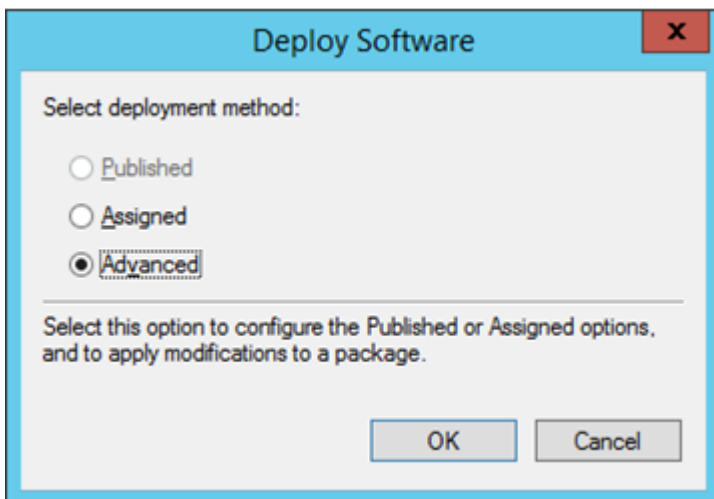 Deploy Software
x
Select deployment method:
Published
Assigned
Advanced
Select this option to configure the Published or Assigned options,
and to apply modifications to a package.
OK
Cancel